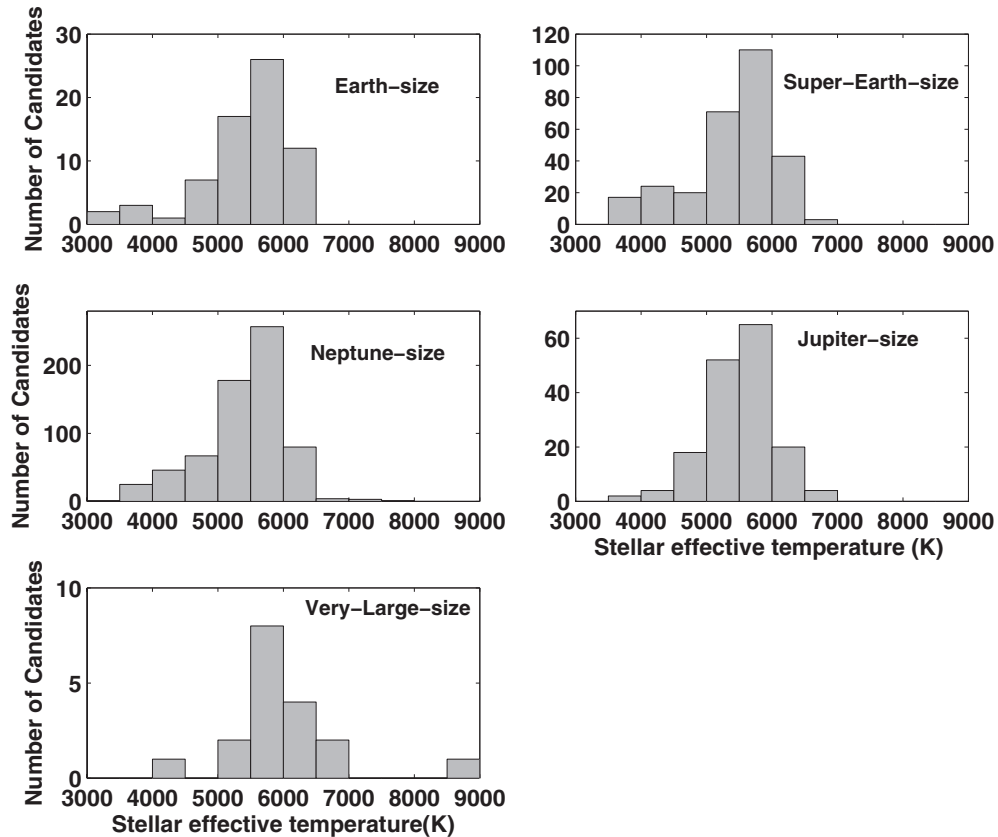 Number of Candidates
30
20
10
0
Earth−size
3000 4000 5000 6000 7000 8000 9000
120
100
80
60
40
20
0
Super−Earth−size
3000 4000 5000 6000 7000 8000 9000
Number of Candidates
200
100
0
Neptune−size
3000 4000 5000 6000 7000 8000 9000
60
40
20
0
Jupiter−size
3000 4000 5000 6000 7000 8000 9000
Stellar effective temperature (K)
Number of Candidates
10
5
0
Very−Large−size
3000 4000 5000 6000 7000 8000 9000
Stellar effective temperature(K)